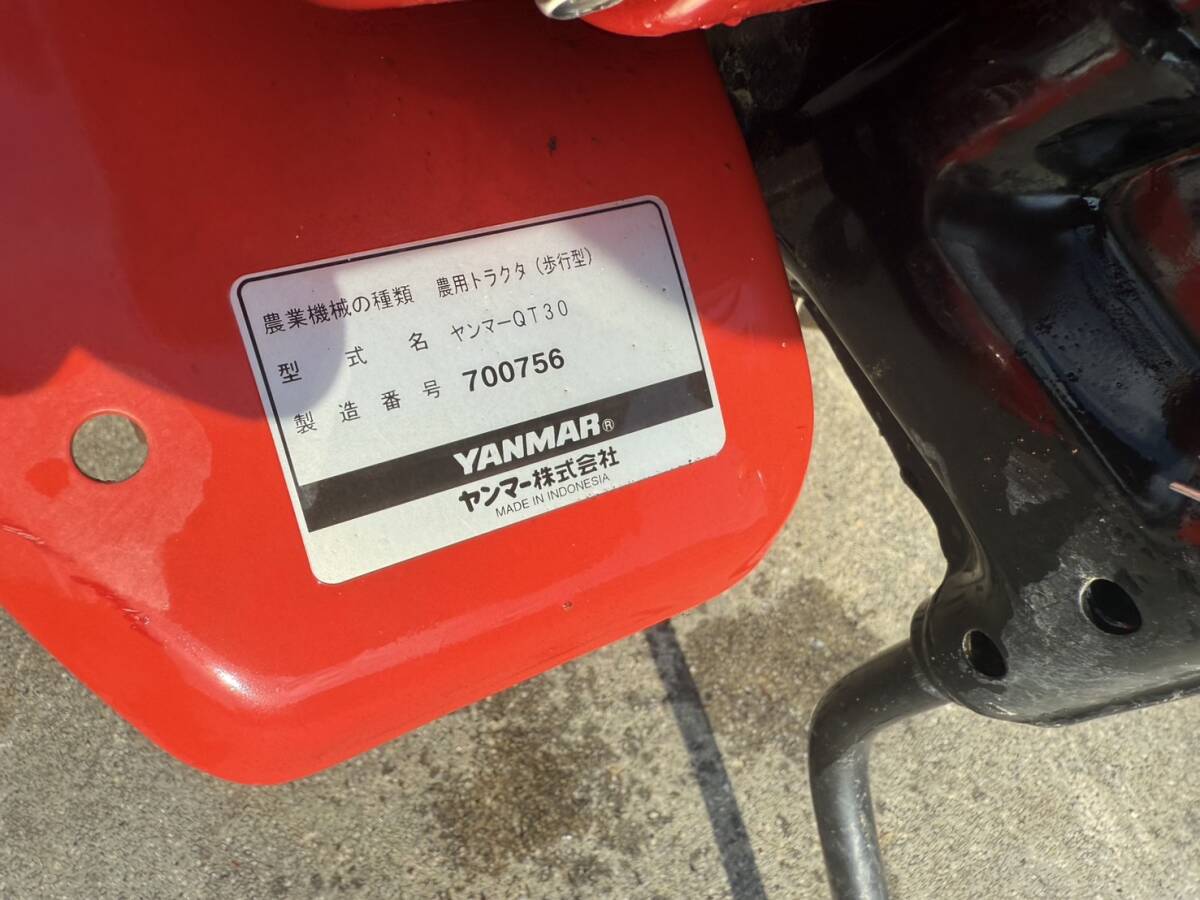 農業機械の種類 農用トラクタ(歩行型)
型式名 ヤンマーQT30
製造番号 700756
YANMAR®
ヤンマー株式会社
MADE IN INDONESIA